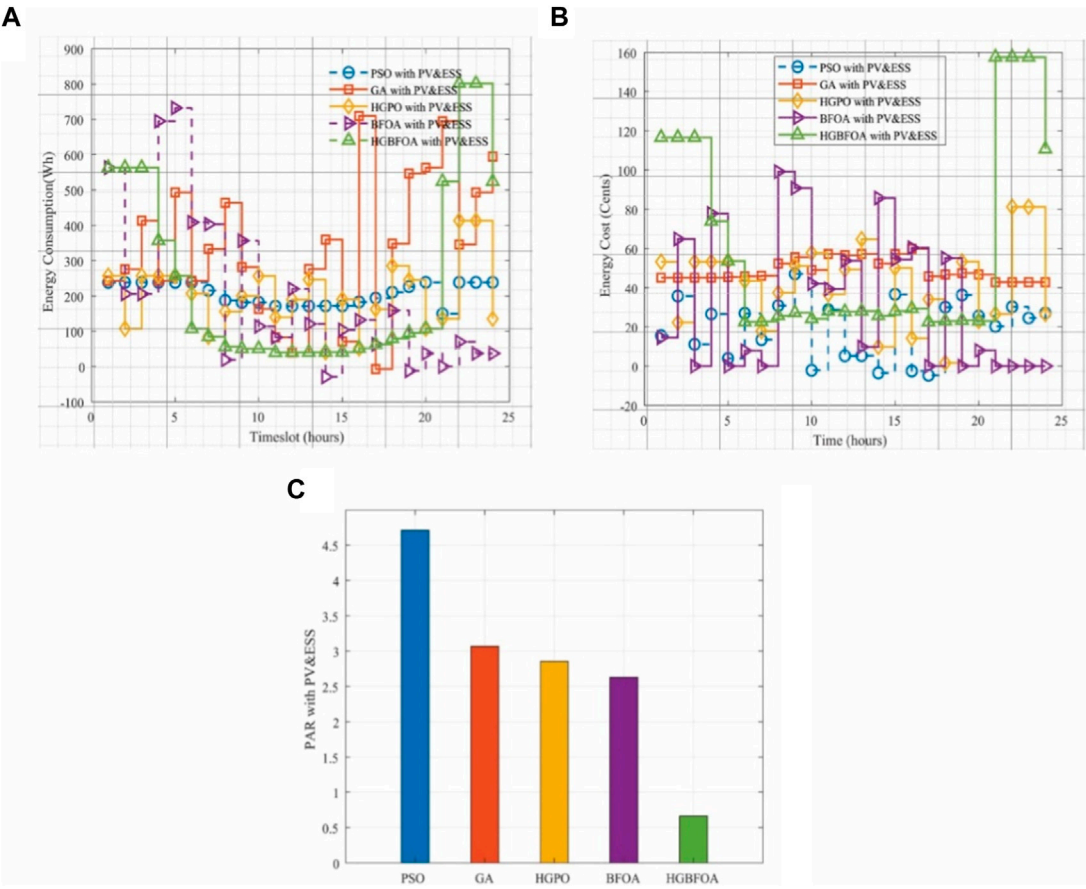 A
B
900
800
700
600
500
400
300
200
100
0
-100
Energy Consumption(Wh)
PSO with PV&ESS
GA with PV&ESS
HGPO with PV&ESS
BFOA with PV&ESS
HGBFOA with PV&ESS
0 5 10 15 20 25
Timeslot (hours)
160
140
120
100
80
60
40
20
0
-20
Energy Cost (Cents)
PSO with PV&ESS
GA with PV&ESS
HGPO with PV&ESS
BFOA with PV&ESS
HGBFOA with PV&ESS
0 5 10 15 20 25
Time (hours)
C
4.5
4
3.5
3
2.5
2
1.5
1
0.5
0
PAR with PV&ESS
PSO GA HGPO BFOA HGBFOA